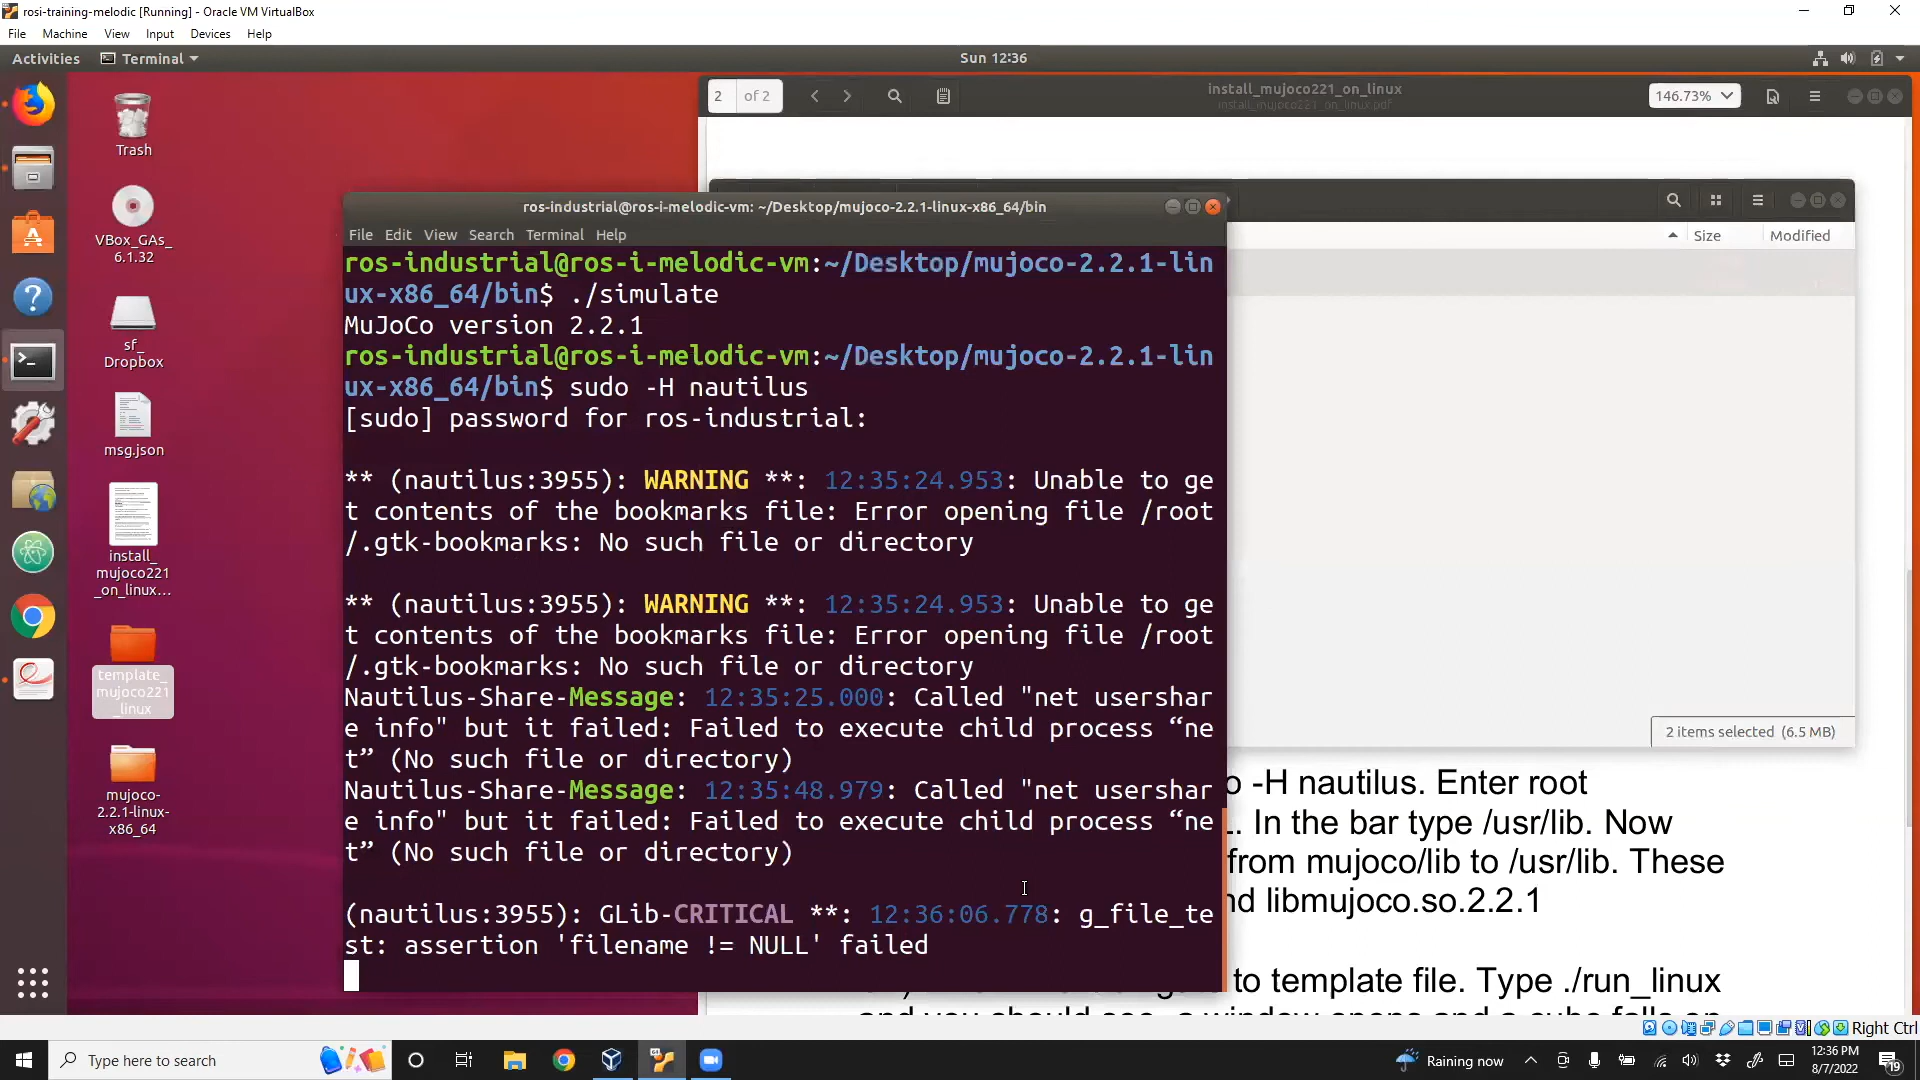 rosi-training-melodic [Running] - Oracle VM VirtualBox
File Machine View Input Devices Help
Activities Terminal Sun 12:36
2 of 2 install_mujoco221_on_linux 146.73%
install_mujoco221_on_linux.pdf
Trash
VBox_GAs_
6.1.32
sf_
Dropbox
msg.json
install_
mujoco221
_on_linux...
template_
mujoco221
_linux
mujoco-
2.2.1-linux-
x86_64
ros-industrial@ros-i-melodic-vm: ~/Desktop/mujoco-2.2.1-linux-x86_64/bin
File Edit View Search Terminal Help
ros-industrial@ros-i-melodic-vm:~/Desktop/mujoco-2.2.1-lin
ux-x86_64/bin$ ./simulate
MuJoCo version 2.2.1
ros-industrial@ros-i-melodic-vm:~/Desktop/mujoco-2.2.1-lin
ux-x86_64/bin$ sudo -H nautilus
[sudo] password for ros-industrial:
** (nautilus:3955): WARNING **: 12:35:24.953: Unable to ge
t contents of the bookmarks file: Error opening file /root
/.gtk-bookmarks: No such file or directory
** (nautilus:3955): WARNING **: 12:35:24.953: Unable to ge
t contents of the bookmarks file: Error opening file /root
/.gtk-bookmarks: No such file or directory
Nautilus-Share-Message: 12:35:25.000: Called "net usershar
e info" but it failed: Failed to execute child process “ne
t” (No such file or directory)
Nautilus-Share-Message: 12:35:48.979: Called "net usershar
e info" but it failed: Failed to execute child process “ne
t” (No such file or directory)
(nautilus:3955): GLib-CRITICAL **: 12:36:06.778: g_file_te
st: assertion 'filename != NULL' failed
Size Modified
2 items selected (6.5 MB)
-H nautilus. Enter root
. In the bar type /usr/lib. Now
from mujoco/lib to /usr/lib. These
libmujoco.so.2.2.1
to template file. Type ./run_linux
a window opens and a cube falls on
Right Ctrl
Type here to search
Raining now
12:36 PM
8/7/2022
19